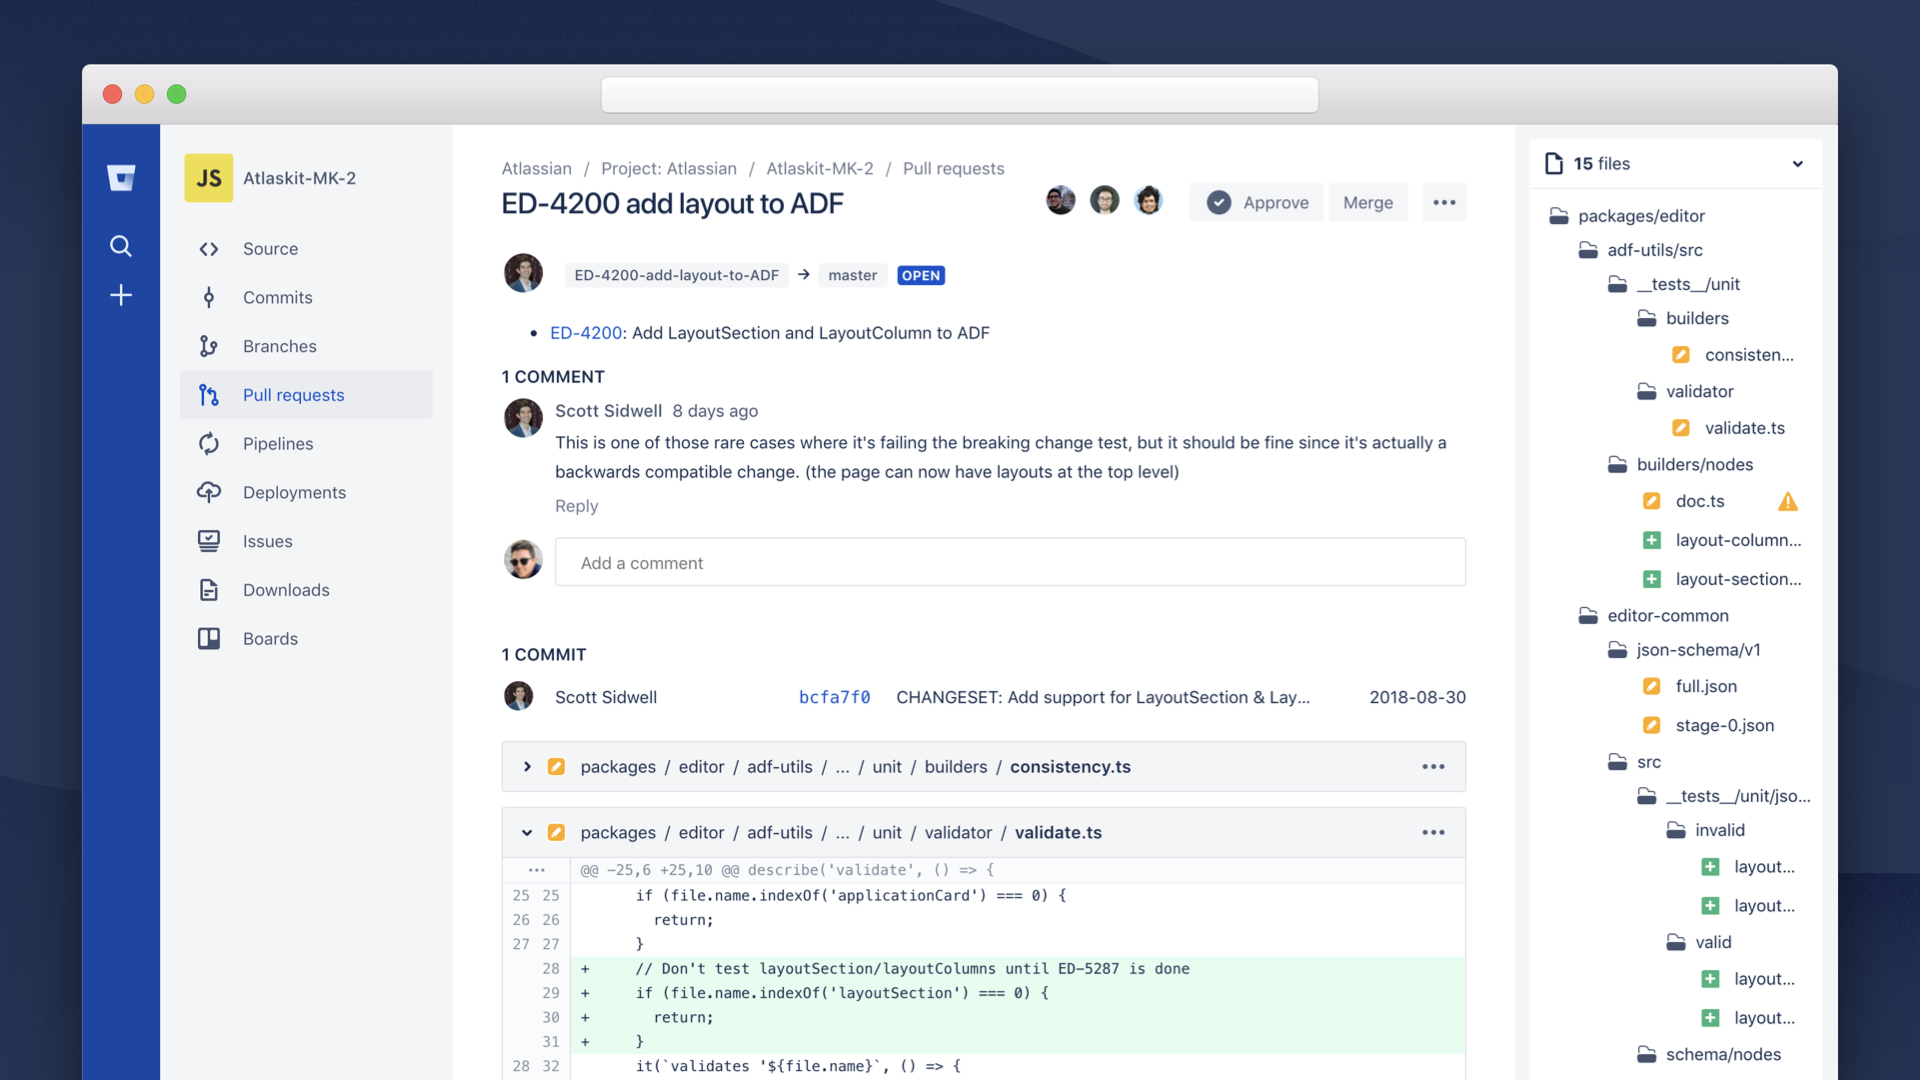 JS Atlaskit-MK-2
Source
Commits
Branches
Pull requests
Pipelines
Deployments
Issues
Downloads
Boards
Atlassian / Project: Atlassian / Atlaskit-MK-2 / Pull requests
ED-4200 add layout to ADF
Approve Merge
ED-4200-add-layout-to-ADF → master OPEN
• ED-4200: Add LayoutSection and LayoutColumn to ADF
1 COMMENT
Scott Sidwell 8 days ago
This is one of those rare cases where it's failing the breaking change test, but it should be fine since it's actually a
backwards compatible change. (the page can now have layouts at the top level)
Reply
Add a comment
1 COMMIT
Scott Sidwell bcfa7f0 CHANGESET: Add support for LayoutSection & Lay... 2018-08-30
packages / editor / adf-utils / ... / unit / builders / consistency.ts
packages / editor / adf-utils / ... / unit / validator / validate.ts
@@ -25,6 +25,10 @@ describe('validate', () => {
25 25 if (file.name.indexOf('applicationCard') === 0) {
26 26 return;
27 27 }
28 + // Don't test layoutSection/layoutColumns until ED-5287 is done
29 + if (file.name.indexOf('layoutSection') === 0) {
30 + return;
31 + }
28 32 it(`validates '${file.name}`, () => {
15 files
packages/editor
adf-utils/src
__tests__/unit
builders
consisten...
validator
validate.ts
builders/nodes
doc.ts
layout-column...
layout-section...
editor-common
json-schema/v1
full.json
stage-0.json
src
__tests__/unit/jso...
invalid
layout...
layout...
valid
layout...
layout...
schema/nodes